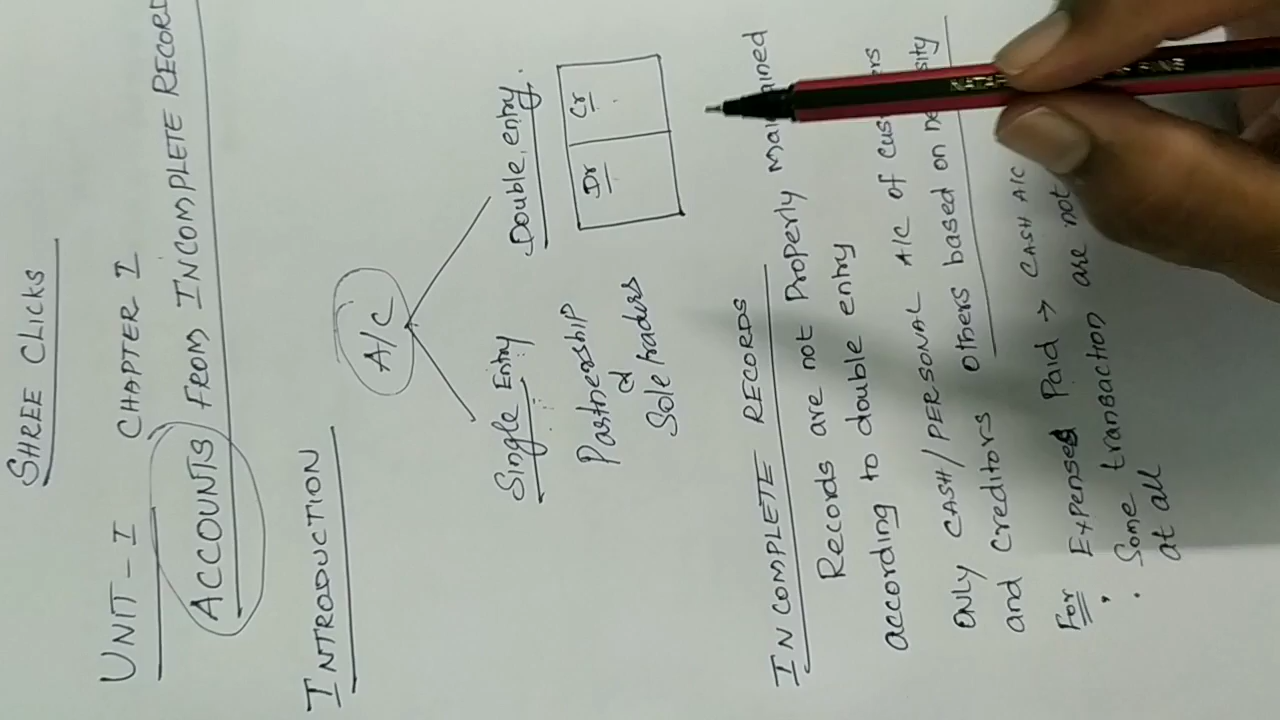 SHREE CLICKS
UNIT-I CHAPTER I
ACCOUNTS FROM INCOMPLETE RECORD
INTRODUCTION
A/C
Single Entry
Double entry.
Partnership
&
Sole traders
Dr Cr
INCOMPLETE RECORDS
Records are not Properly
according to double entry
ONLY CASH/PERSONAL A/C of
and Creditors Others based on
For Expenses Paid → CASH A/C
. Some transaction are not
at all